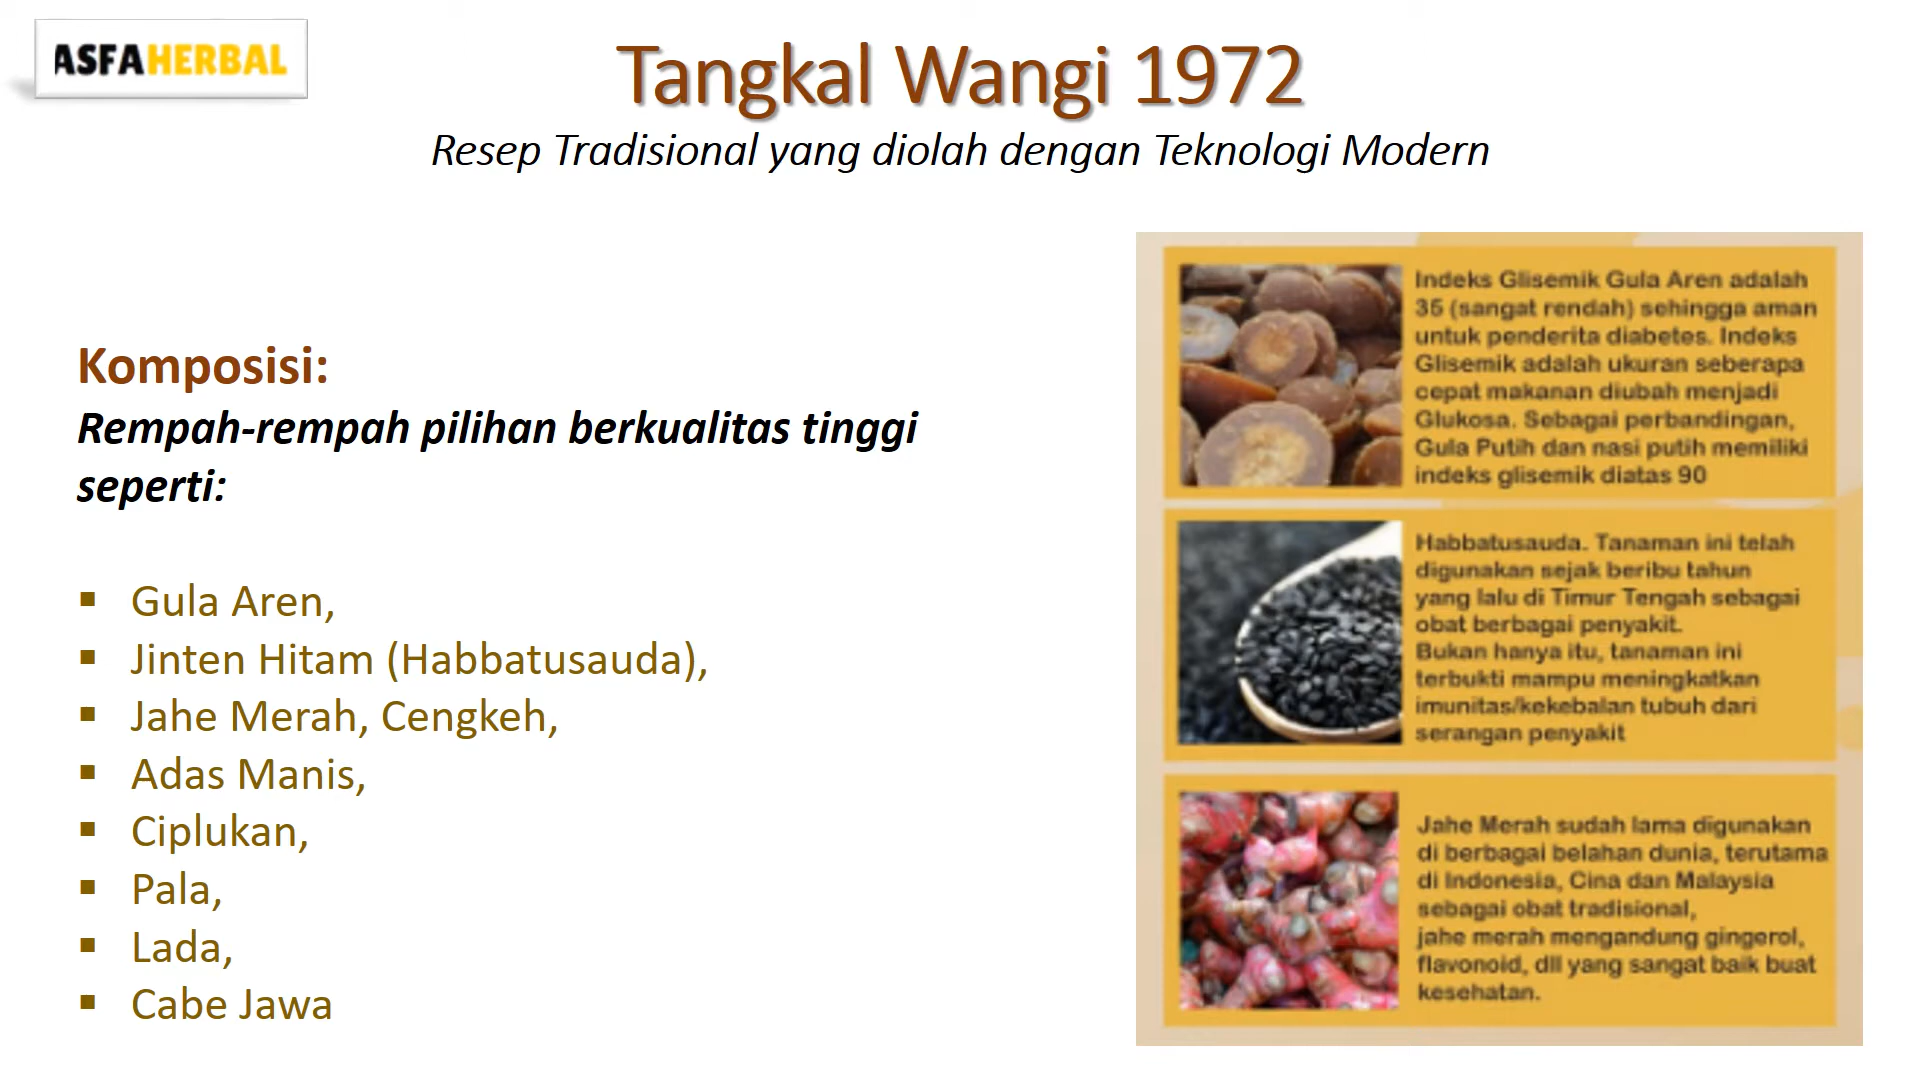 ASFAHERBAL
Tangkal Wangi 1972
Resep Tradisional yang diolah dengan Teknologi Modern
Komposisi:
Rempah-rempah pilihan berkualitas tinggi
seperti:
▪ Gula Aren,
▪ Jinten Hitam (Habbatusauda),
▪ Jahe Merah, Cengkeh,
▪ Adas Manis,
▪ Ciplukan,
▪ Pala,
▪ Lada,
▪ Cabe Jawa
Indeks Glisemik Gula Aren adalah
35 (sangat rendah) sehingga aman
untuk penderita diabetes. Indeks
Glisemik adalah ukuran seberapa
cepat makanan diubah menjadi
Glukosa. Sebagai perbandingan,
Gula Putih dan nasi putih memiliki
indeks glisemik diatas 90
Habbatusauda. Tanaman ini telah
digunakan sejak beribu tahun
yang lalu di Timur Tengah sebagai
obat berbagai penyakit.
Bukan hanya itu, tanaman ini
terbukti mampu meningkatkan
imunitas/kekebalan tubuh dari
serangan penyakit
Jahe Merah sudah lama digunakan
di berbagai belahan dunia, terutama
di Indonesia, Cina dan Malaysia
sebagai obat tradisional,
jahe merah mengandung gingerol,
flavonoid, dll yang sangat baik buat
kesehatan.